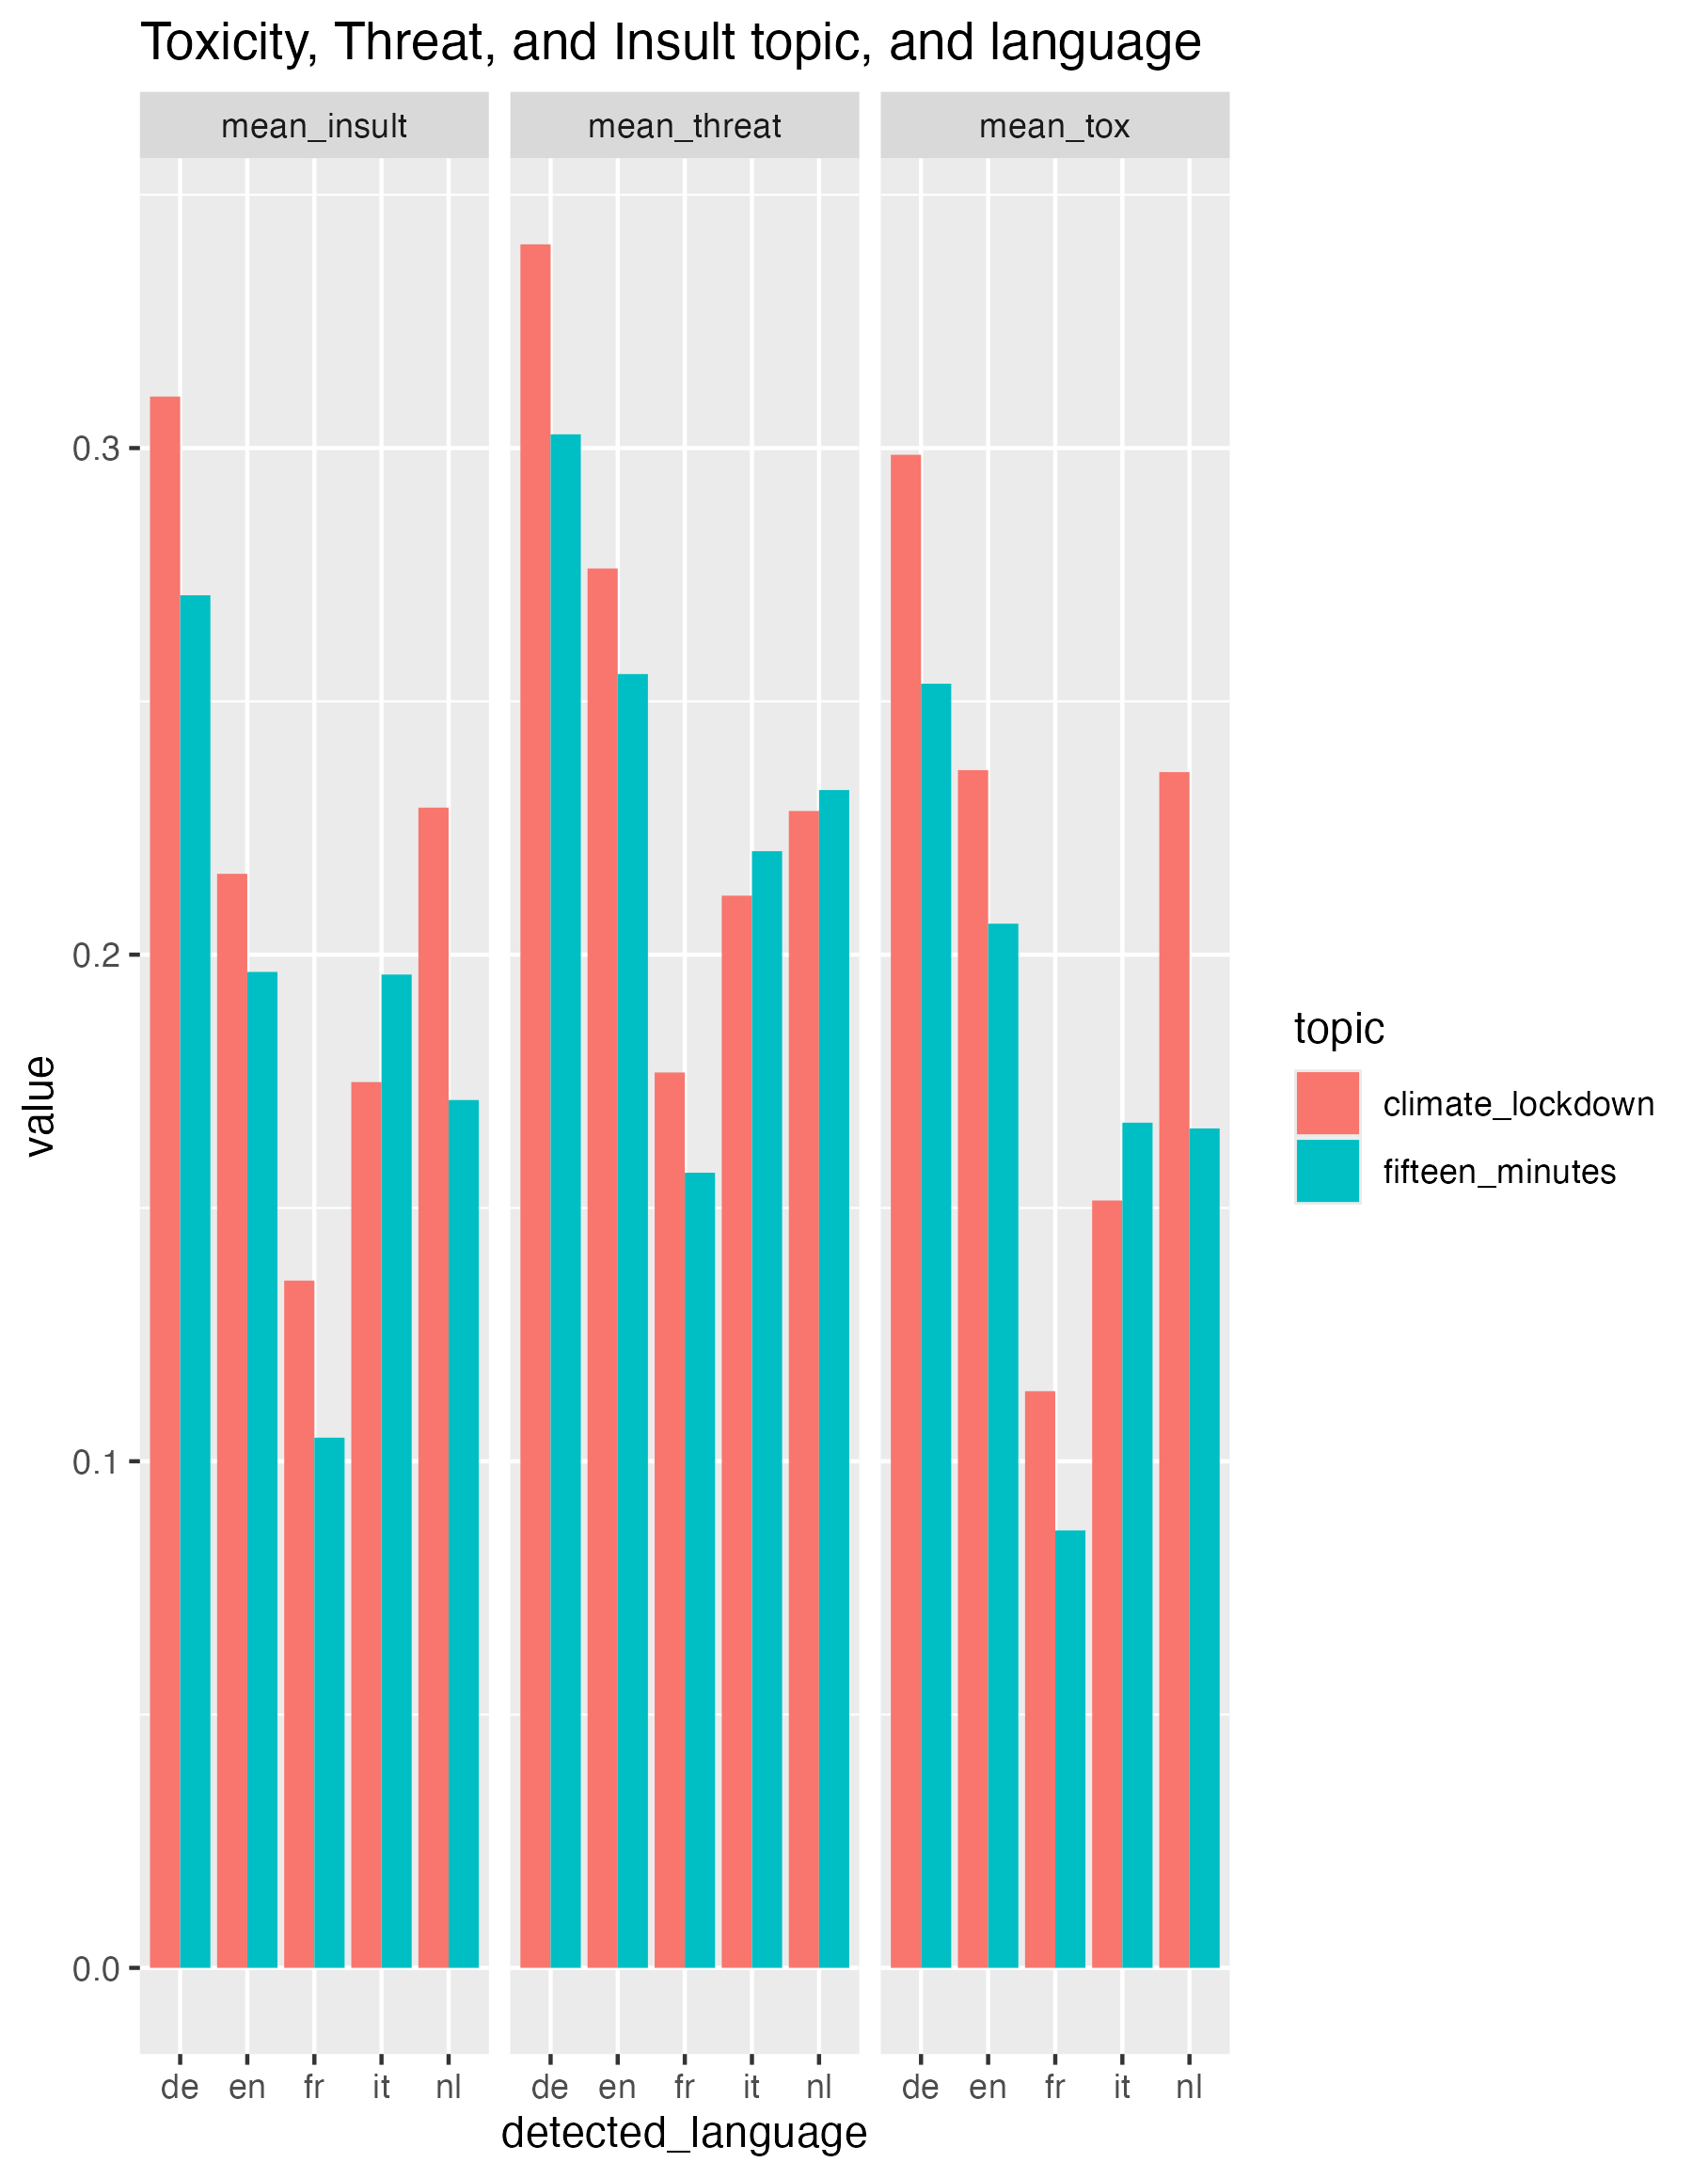 Toxicity, Threat, and Insult topic, and language
mean_insult
mean_threat
mean_tox
0.3
0.2
0.1
0.0
value
de en fr it nl
de en fr it nl
de en fr it nl
detected_language
topic
climate_lockdown
fifteen_minutes